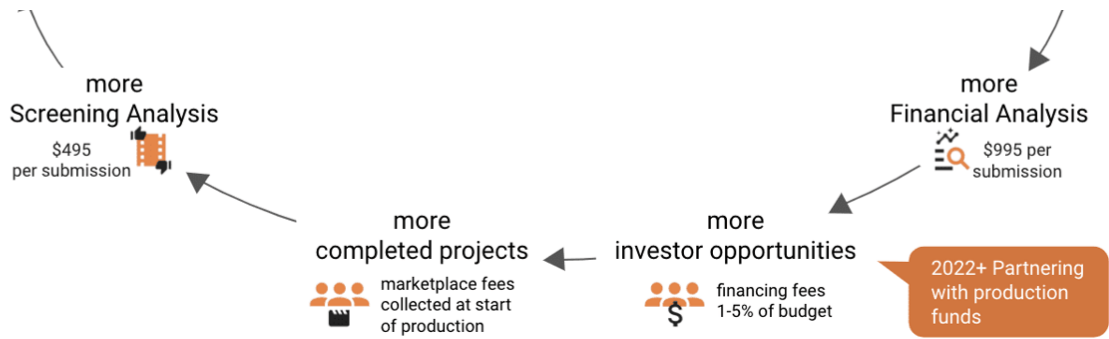 more
Screening Analysis
$495
per submission
more
Financial Analysis
$995 per
submission
more
completed projects
marketplace fees
collected at start
of production
more
investor opportunities
financing fees
1-5% of budget
$
2022+ Partnering
with production
funds